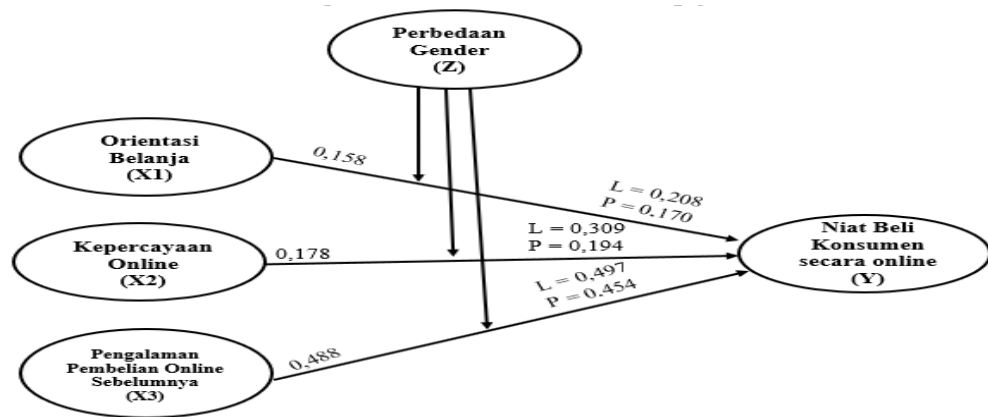 Perbedaan
Gender
(Z)
Orientasi
Belanja
(X1)
0,158
L = 0,208
P = 0.170
Kepercayaan
Online
(X2)
0,178
L = 0,309
P = 0,194
Niat Beli
Konsumen
secara online
(Y)
L = 0,497
P = 0.454
Pengalaman
Pembelian Online
Sebelumnya
(X3)
0,488